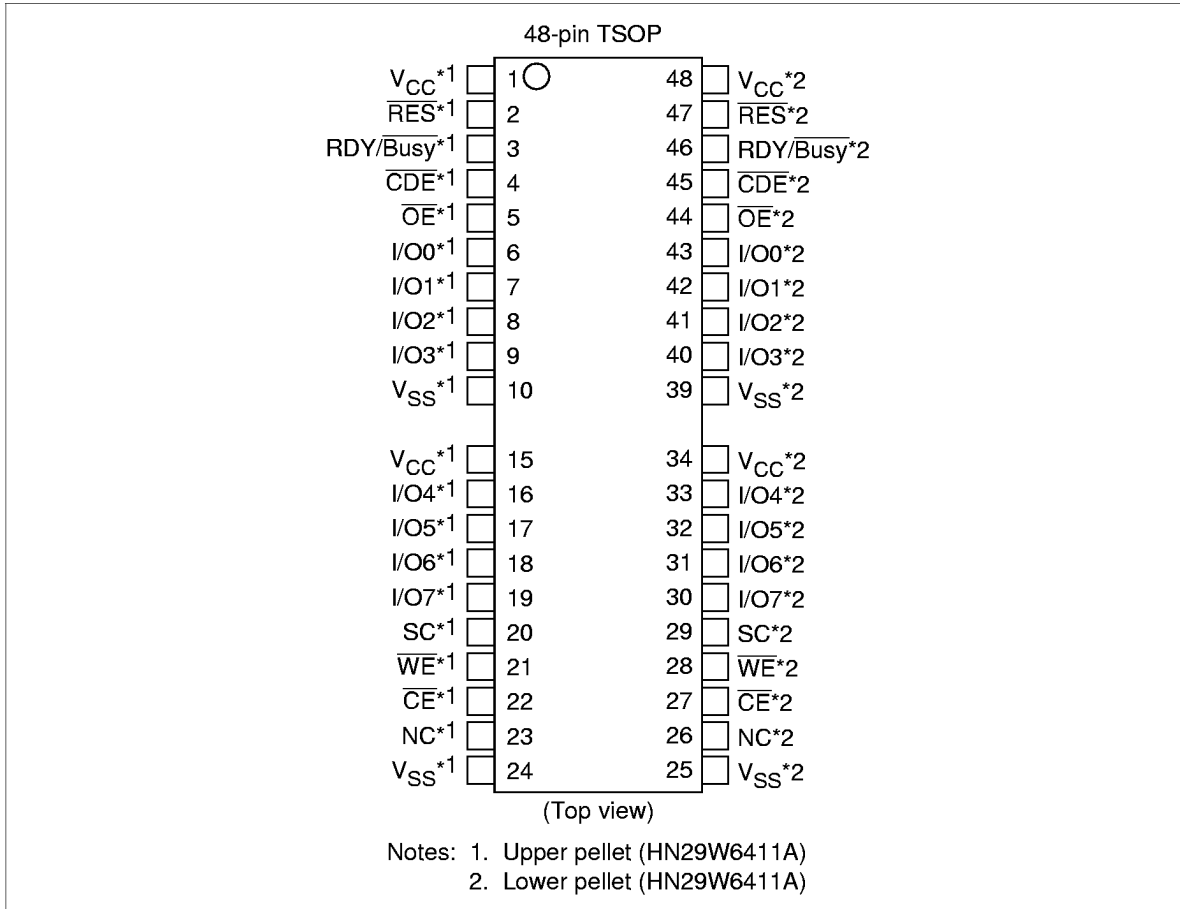 48-pin TSOP
VCC*1 1 48 VCC*2
RES*1 2 47 RES*2
RDY/Busy*1 3 46 RDY/Busy*2
CDE*1 4 45 CDE*2
OE*1 5 44 OE*2
I/O0*1 6 43 I/O0*2
I/O1*1 7 42 I/O1*2
I/O2*1 8 41 I/O2*2
I/O3*1 9 40 I/O3*2
VSS*1 10 39 VSS*2
VCC*1 15 34 VCC*2
I/O4*1 16 33 I/O4*2
I/O5*1 17 32 I/O5*2
I/O6*1 18 31 I/O6*2
I/O7*1 19 30 I/O7*2
SC*1 20 29 SC*2
WE*1 21 28 WE*2
CE*1 22 27 CE*2
NC*1 23 26 NC*2
VSS*1 24 25 VSS*2
(Top view)
Notes: 1. Upper pellet (HN29W6411A)
2. Lower pellet (HN29W6411A)